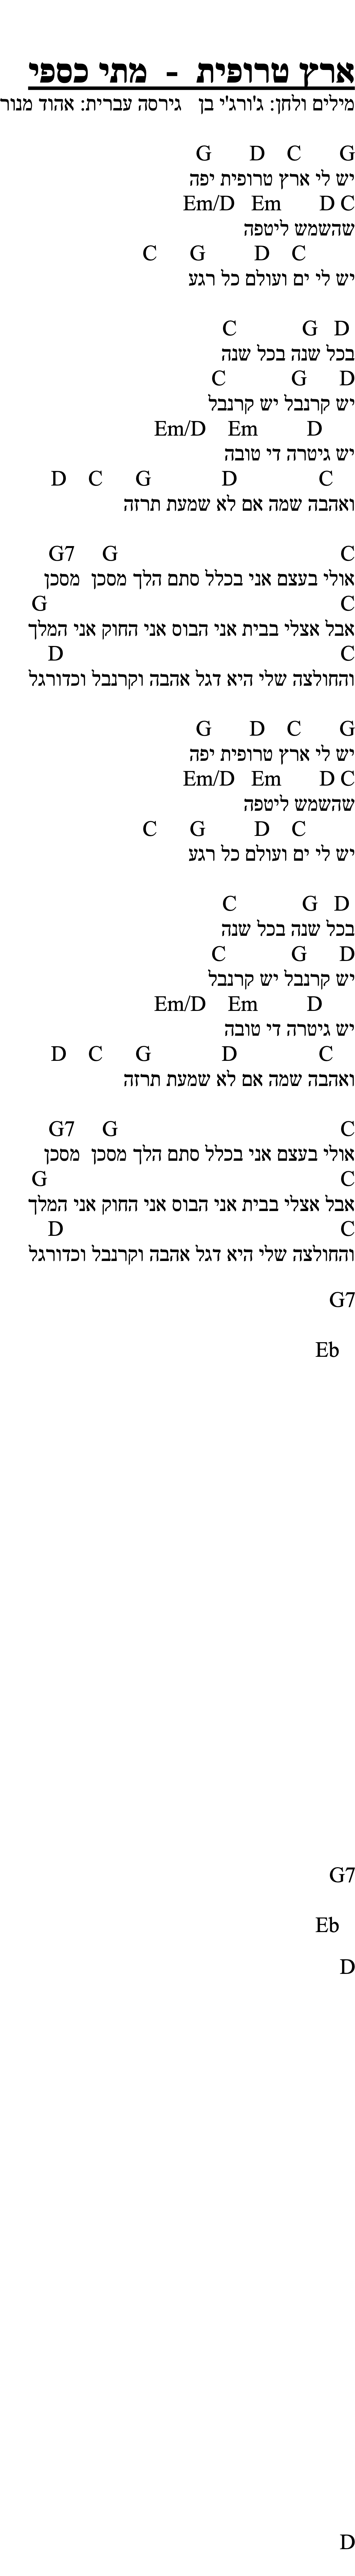 ארץ טרופית  -  מתי כספי
מילים ולחן: ג'ורג'י בן   גירסה עברית: אהוד מנור
G       D    C       G
יש לי ארץ טרופית יפה
Em/D   Em       D C
שהשמש ליטפה
C      G         D    C
יש לי ים ועולם כל רגע
C            G   D
בכל שנה בכל שנה
C            G      D
יש קרנבל יש קרנבל
Em/D    Em         D
יש גיטרה די טובה
D    C      G             D               C
ואהבה שמה אם לא שמעת תרזה
G7     G                                         C
אולי בעצם אני בכלל סתם הלך מסכן  מסכן
G                                                      C
אבל אצלי בבית אני הבוס אני החוק אני המלך
D                                                   C
והחולצה שלי היא דגל אהבה וקרנבל וכדורגל
G       D    C       G
יש לי ארץ טרופית יפה
Em/D   Em       D C
שהשמש ליטפה
C      G         D    C
יש לי ים ועולם כל רגע
C            G   D
בכל שנה בכל שנה
C            G      D
יש קרנבל יש קרנבל
Em/D    Em         D
יש גיטרה די טובה
D    C      G             D               C
ואהבה שמה אם לא שמעת תרזה
G7     G                                         C
אולי בעצם אני בכלל סתם הלך מסכן  מסכן
G                                                      C
אבל אצלי בבית אני הבוס אני החוק אני המלך
D                                                   C
והחולצה שלי היא דגל אהבה וקרנבל וכדורגל
G7
Eb
G7
Eb
D
D